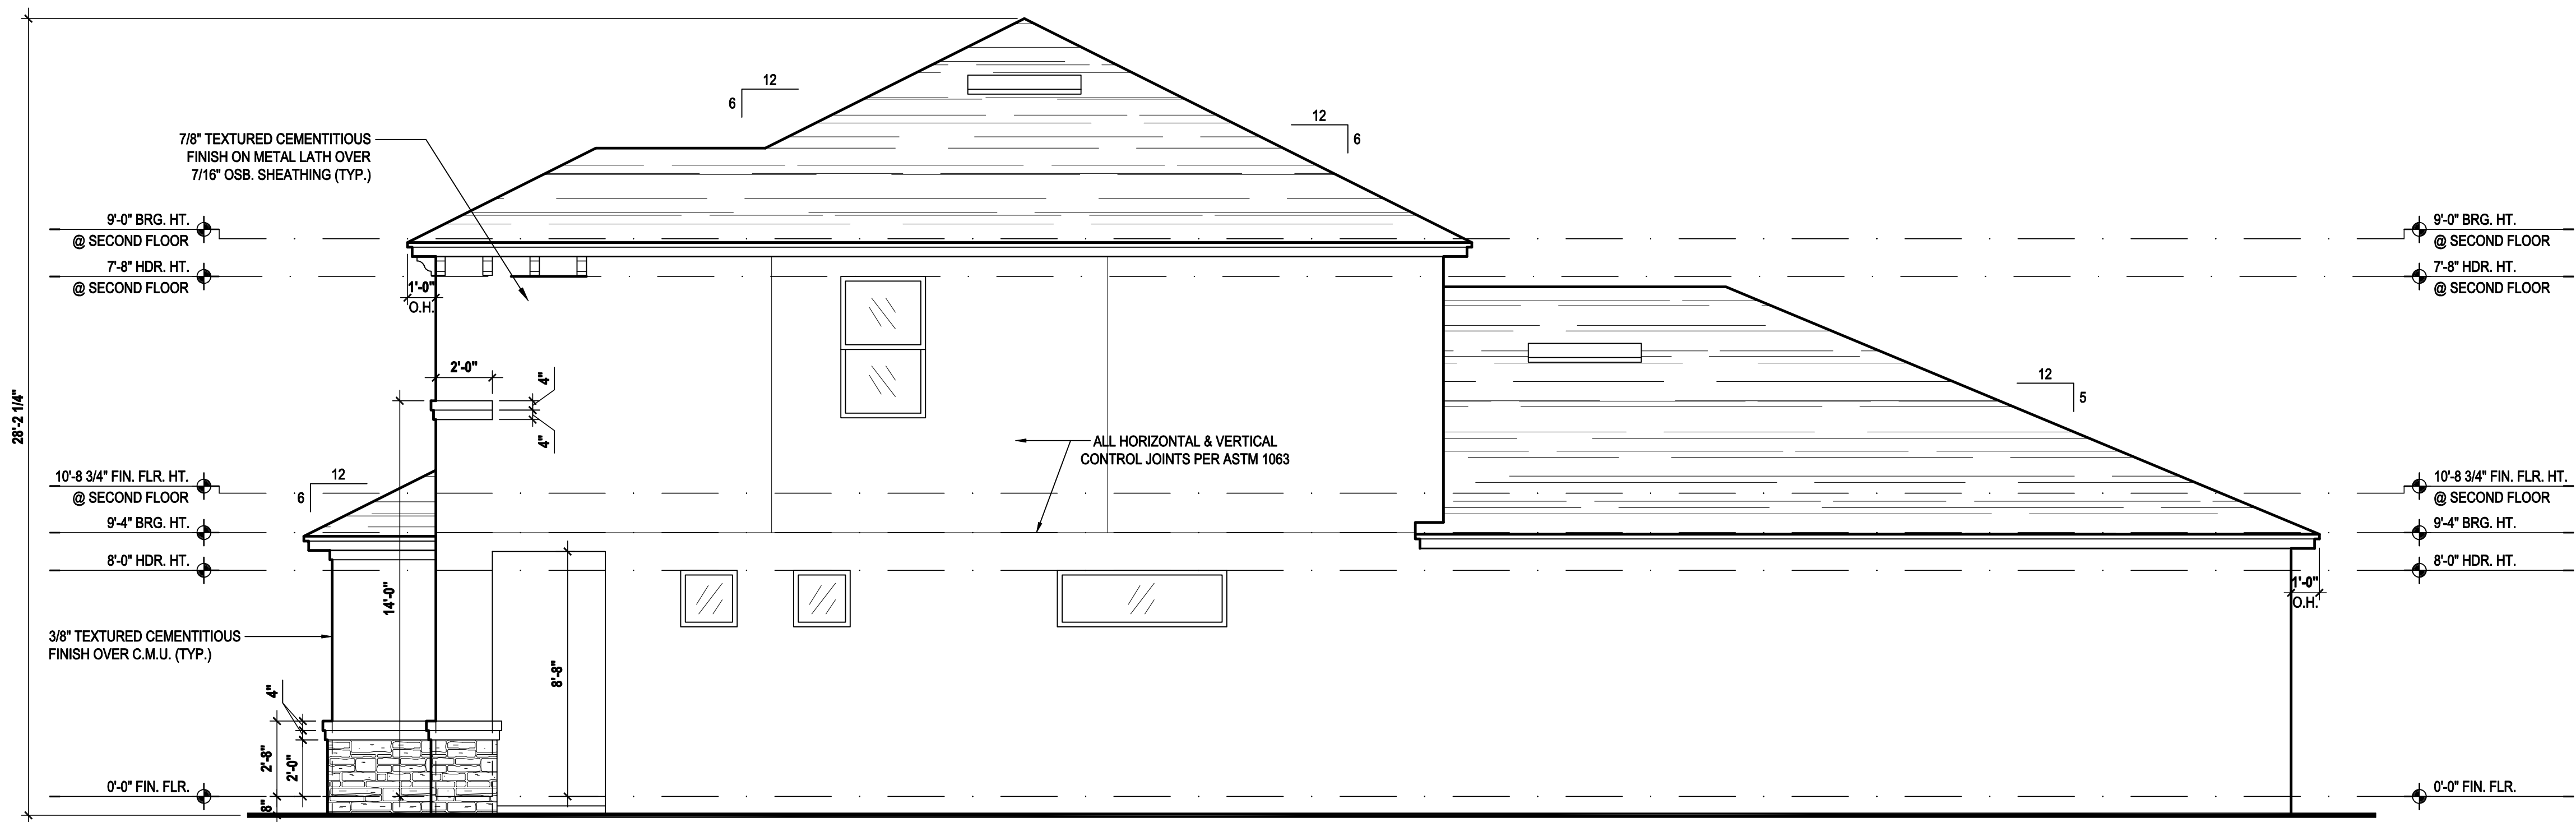 12
6
12
6
7/8" TEXTURED CEMENTITIOUS
FINISH ON METAL LATH OVER
7/16" OSB. SHEATHING (TYP.)
9'-0" BRG. HT.
@ SECOND FLOOR
9'-0" BRG. HT.
@ SECOND FLOOR
7'-8" HDR. HT.
@ SECOND FLOOR
7'-8" HDR. HT.
@ SECOND FLOOR
1'-0"
O.H.
2'-0"
4"
4"
12
5
28'-2 1/4"
ALL HORIZONTAL & VERTICAL
CONTROL JOINTS PER ASTM 1063
10'-8 3/4" FIN. FLR. HT.
@ SECOND FLOOR
12
6
10'-8 3/4" FIN. FLR. HT.
@ SECOND FLOOR
9'-4" BRG. HT.
9'-4" BRG. HT.
8'-0" HDR. HT.
8'-0" HDR. HT.
1'-0"
O.H.
14'-0"
3/8" TEXTURED CEMENTITIOUS
FINISH OVER C.M.U. (TYP.)
8'-8"
4"
2'-8"
2'-0"
0'-0" FIN. FLR.
0'-0" FIN. FLR.
8"